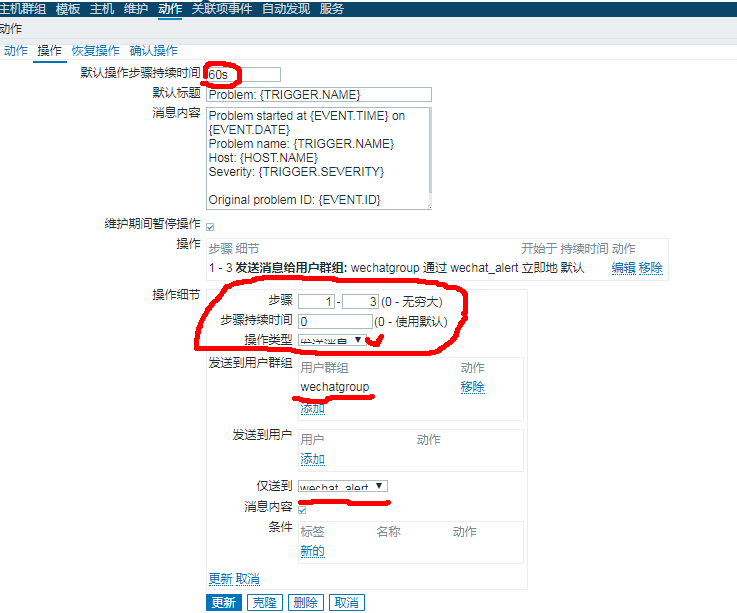 主机群组 模板 主机 维护 动作 关联项事件 自动发现 服务
动作
动作 操作 恢复操作 确认操作
默认操作步骤持续时间 60s
默认标题 Problem: {TRIGGER.NAME}
消息内容 Problem started at {EVENT.TIME} on
{EVENT.DATE}
Problem name: {TRIGGER.NAME}
Host: {HOST.NAME}
Severity: {TRIGGER.SEVERITY}
Original problem ID: {EVENT.ID}
维护期间暂停操作
操作 步骤 细节 开始于 持续时间 动作
1 - 3 发送消息给用户群组: wechatgroup 通过 wechat_alert 立即地 默认 编辑 移除
操作细节 步骤 1 - 3 (0 - 无穷大)
步骤持续时间 0 (0 - 使用默认)
操作类型 发送消息
发送到用户群组 用户群组 动作
wechatgroup 移除
添加
发送到用户 用户 动作
添加
仅送到 wechat_alert
消息内容
条件 标签 名称 动作
新的
更新 取消
更新 克隆 删除 取消